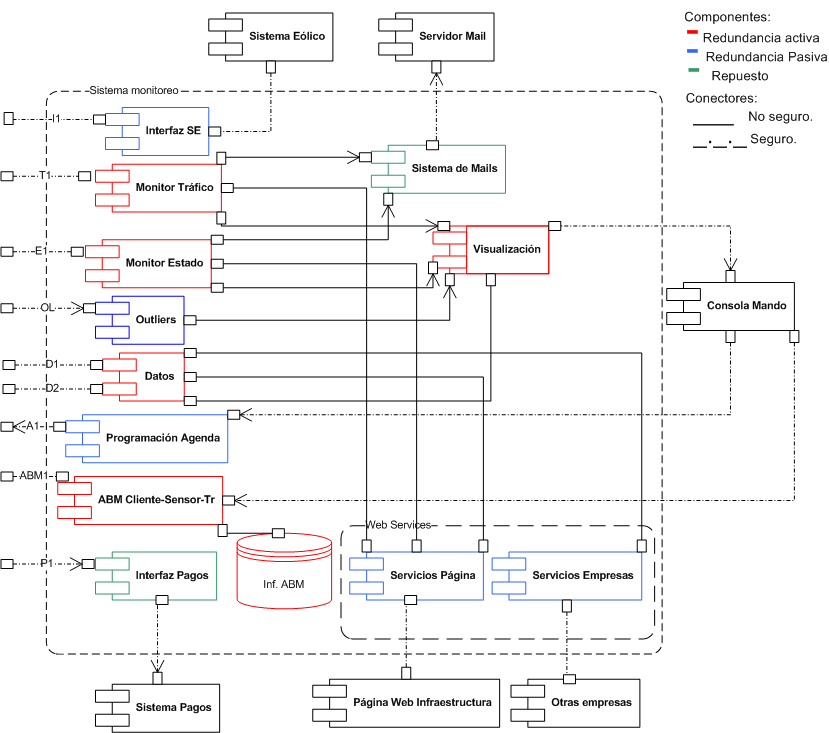 Componentes:
Redundancia activa
Redundancia Pasiva
Repuesto
Conectores:
No seguro.
Seguro.
Sistema Eólico
Servidor Mail
Sistema monitoreo
I1
Interfaz SE
T1
Monitor Tráfico
Sistema de Mails
E1
Monitor Estado
Visualización
OL
Outliers
Consola Mando
D1
Datos
D2
A1
Programación Agenda
ABM1
ABM Cliente-Sensor-Tr
Web Services
P1
Interfaz Pagos
Inf. ABM
Servicios Página
Servicios Empresas
Sistema Pagos
Página Web Infraestructura
Otras empresas